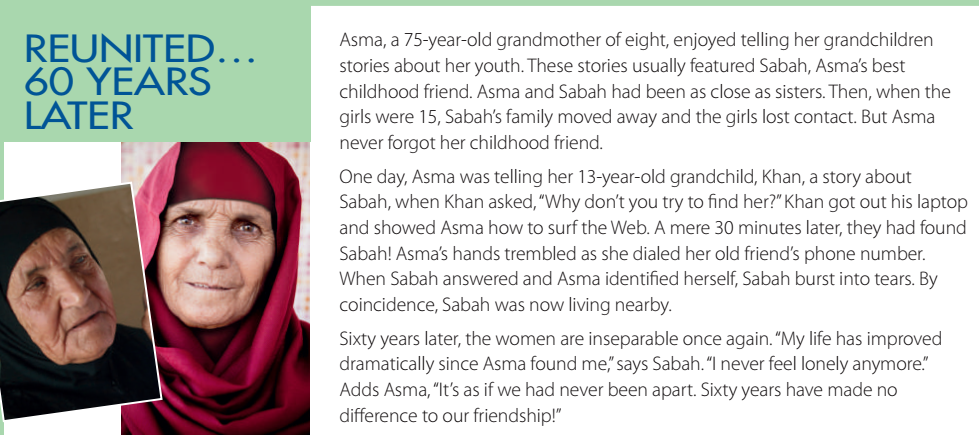 REUNITED…
60 YEARS
LATER
Asma, a 75-year-old grandmother of eight, enjoyed telling her grandchildren
stories about her youth. These stories usually featured Sabah, Asma’s best
childhood friend. Asma and Sabah had been as close as sisters. Then, when the
girls were 15, Sabah’s family moved away and the girls lost contact. But Asma
never forgot her childhood friend.
One day, Asma was telling her 13-year-old grandchild, Khan, a story about
Sabah, when Khan asked, “Why don’t you try to find her?” Khan got out his laptop
and showed Asma how to surf the Web. A mere 30 minutes later, they had found
Sabah! Asma’s hands trembled as she dialed her old friend’s phone number.
When Sabah answered and Asma identified herself, Sabah burst into tears. By
coincidence, Sabah was now living nearby.
Sixty years later, the women are inseparable once again. “My life has improved
dramatically since Asma found me,” says Sabah. “I never feel lonely anymore.”
Adds Asma, “It’s as if we had never been apart. Sixty years have made no
difference to our friendship!”